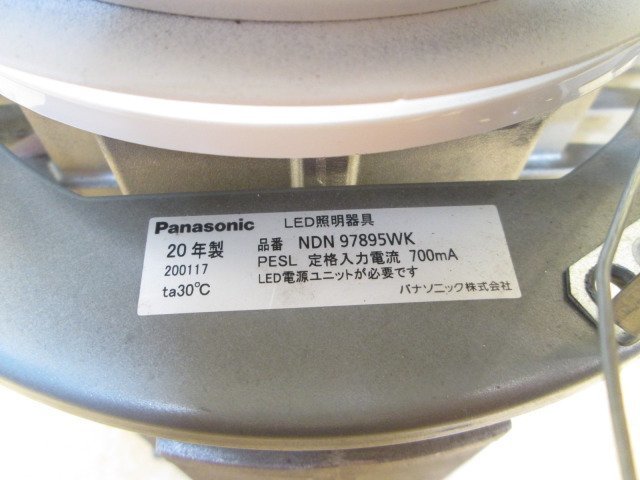 Panasonic LED照明器具
20年製 品番 NDN 97895WK
200117 PESL 定格入力電流 700mA
ta30℃ LED電源ユニットが必要です
パナソニック株式会社